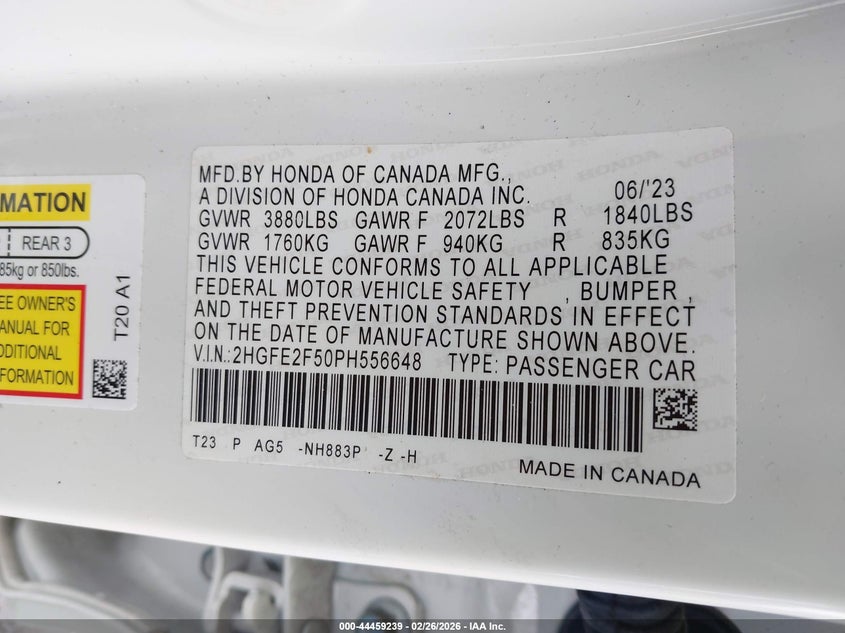 MATION
REAR 3
85kg or 850lbs.
EE OWNER'S
ANUAL FOR
DDITIONAL
FORMATION
T20 A1
MFD.BY HONDA OF CANADA MFG.,
A DIVISION OF HONDA CANADA INC. 06/'23
GVWR 3880LBS GAWR F 2072LBS R 1840LBS
GVWR 1760KG GAWR F 940KG R 835KG
THIS VEHICLE CONFORMS TO ALL APPLICABLE
FEDERAL MOTOR VEHICLE SAFETY , BUMPER ,
AND THEFT PREVENTION STANDARDS IN EFFECT
ON THE DATE OF MANUFACTURE SHOWN ABOVE.
V.I.N.:2HGFE2F50PH556648 TYPE: PASSENGER CAR
T23 P AG5 -NH883P -Z -H
MADE IN CANADA
000-44459239 - 02/26/2026 - IAA Inc.